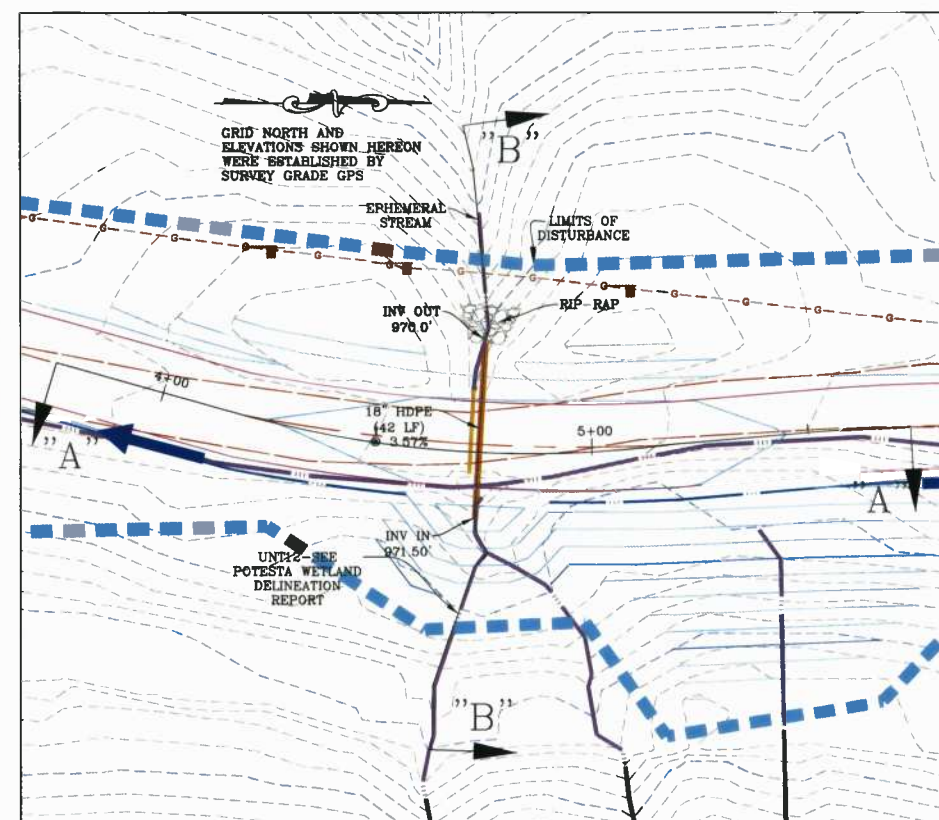 GRID NORTH AND
ELEVATIONS SHOWN HEREON
WERE ESTABLISHED BY
SURVEY GRADE GPS
"B"
EPHEMERAL
STREAM
LIMITS OF
DISTURBANCE
G G G G G G G G G G G G
INV OUT
970.0'
RIP-RAP
4+00
18" HDPE
(42 LF)
@ 3.57%
5+00
"A"
"A"
INV IN
971.50'
UNT12-SEE
POTESTA WETLAND
DELINEATION
REPORT
"B"